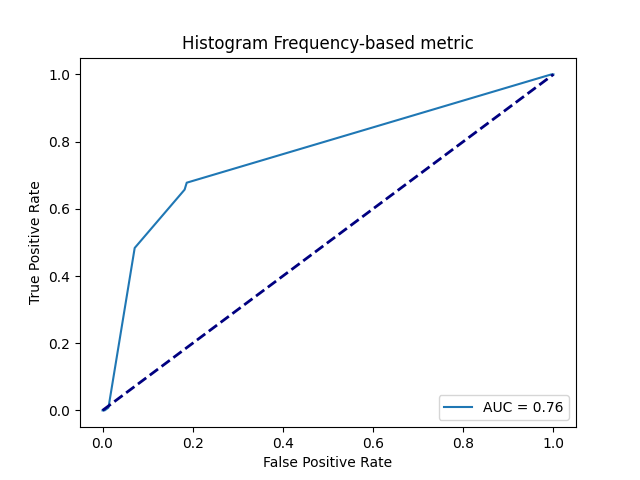 Histogram Frequency-based metric
True Positive Rate
1.0
0.8
0.6
0.4
0.2
0.0
AUC = 0.76
0.0 0.2 0.4 0.6 0.8 1.0
False Positive Rate